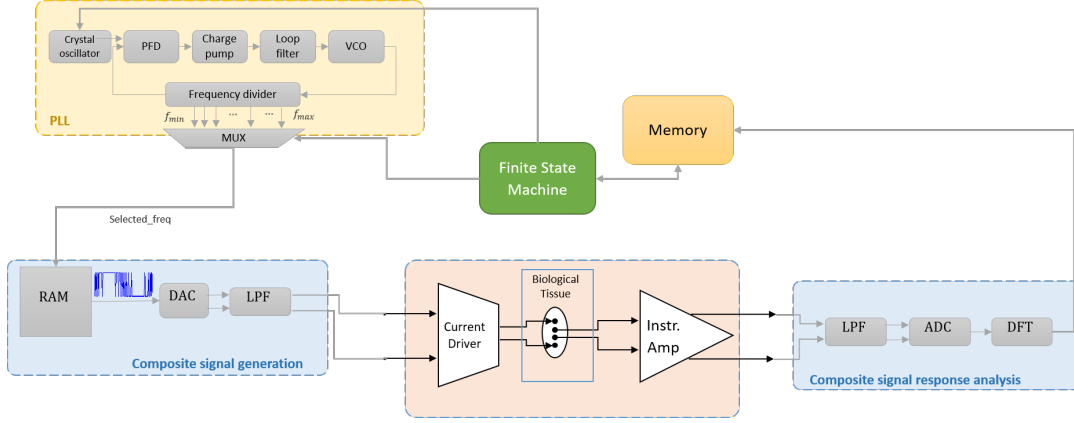 Crystal
oscillator
PFD
Charge
pump
Loop
filter
VCO
Frequency divider
f_min
...
...
f_max
PLL
MUX
Memory
Finite State
Machine
Selected_freq
RAM
DAC
LPF
Composite signal generation
Biological
Tissue
Current
Driver
Instr.
Amp
LPF
ADC
DFT
Composite signal response analysis